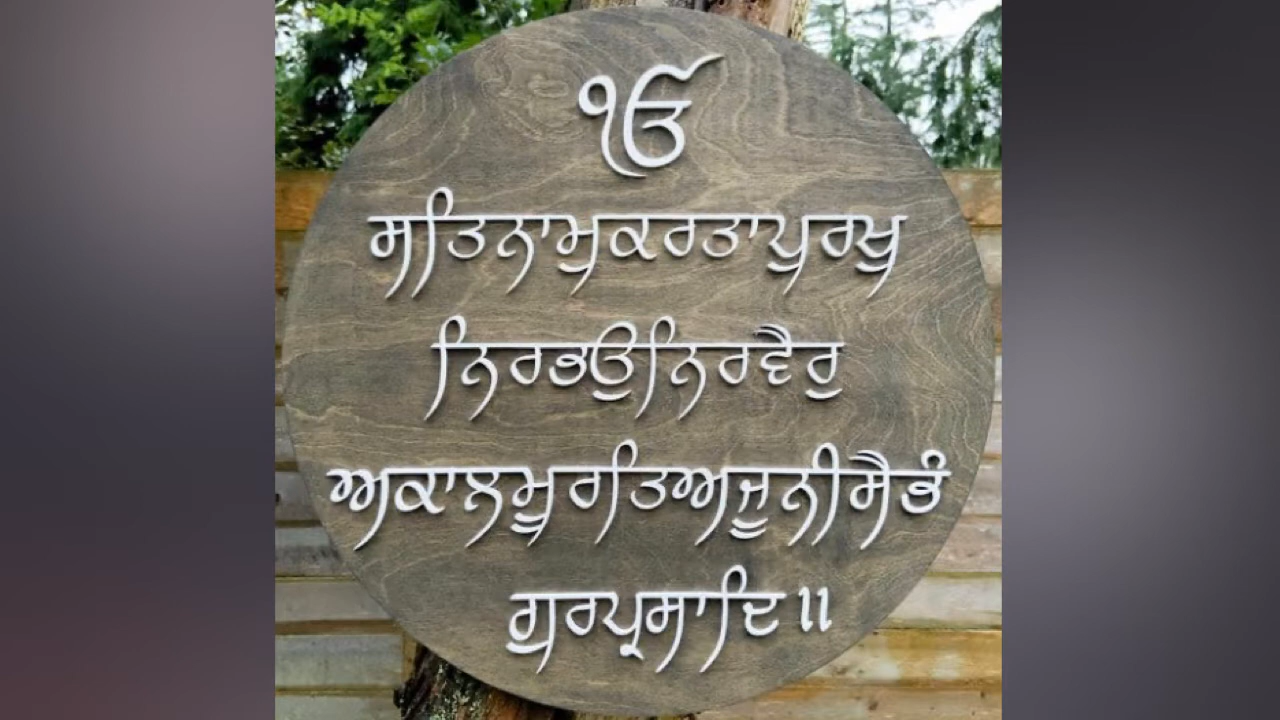 ੴ
ਸਤਿਨਾਮੁਕਰਤਾਪੁਰਖੁ
ਨਿਰਭਉਨਿਰਵੈਰੁ
ਅਕਾਲਮੂਰਤਿਅਜੂਨੀਸੈਭੰ
ਗੁਰਪ੍ਰਸਾਦਿ॥